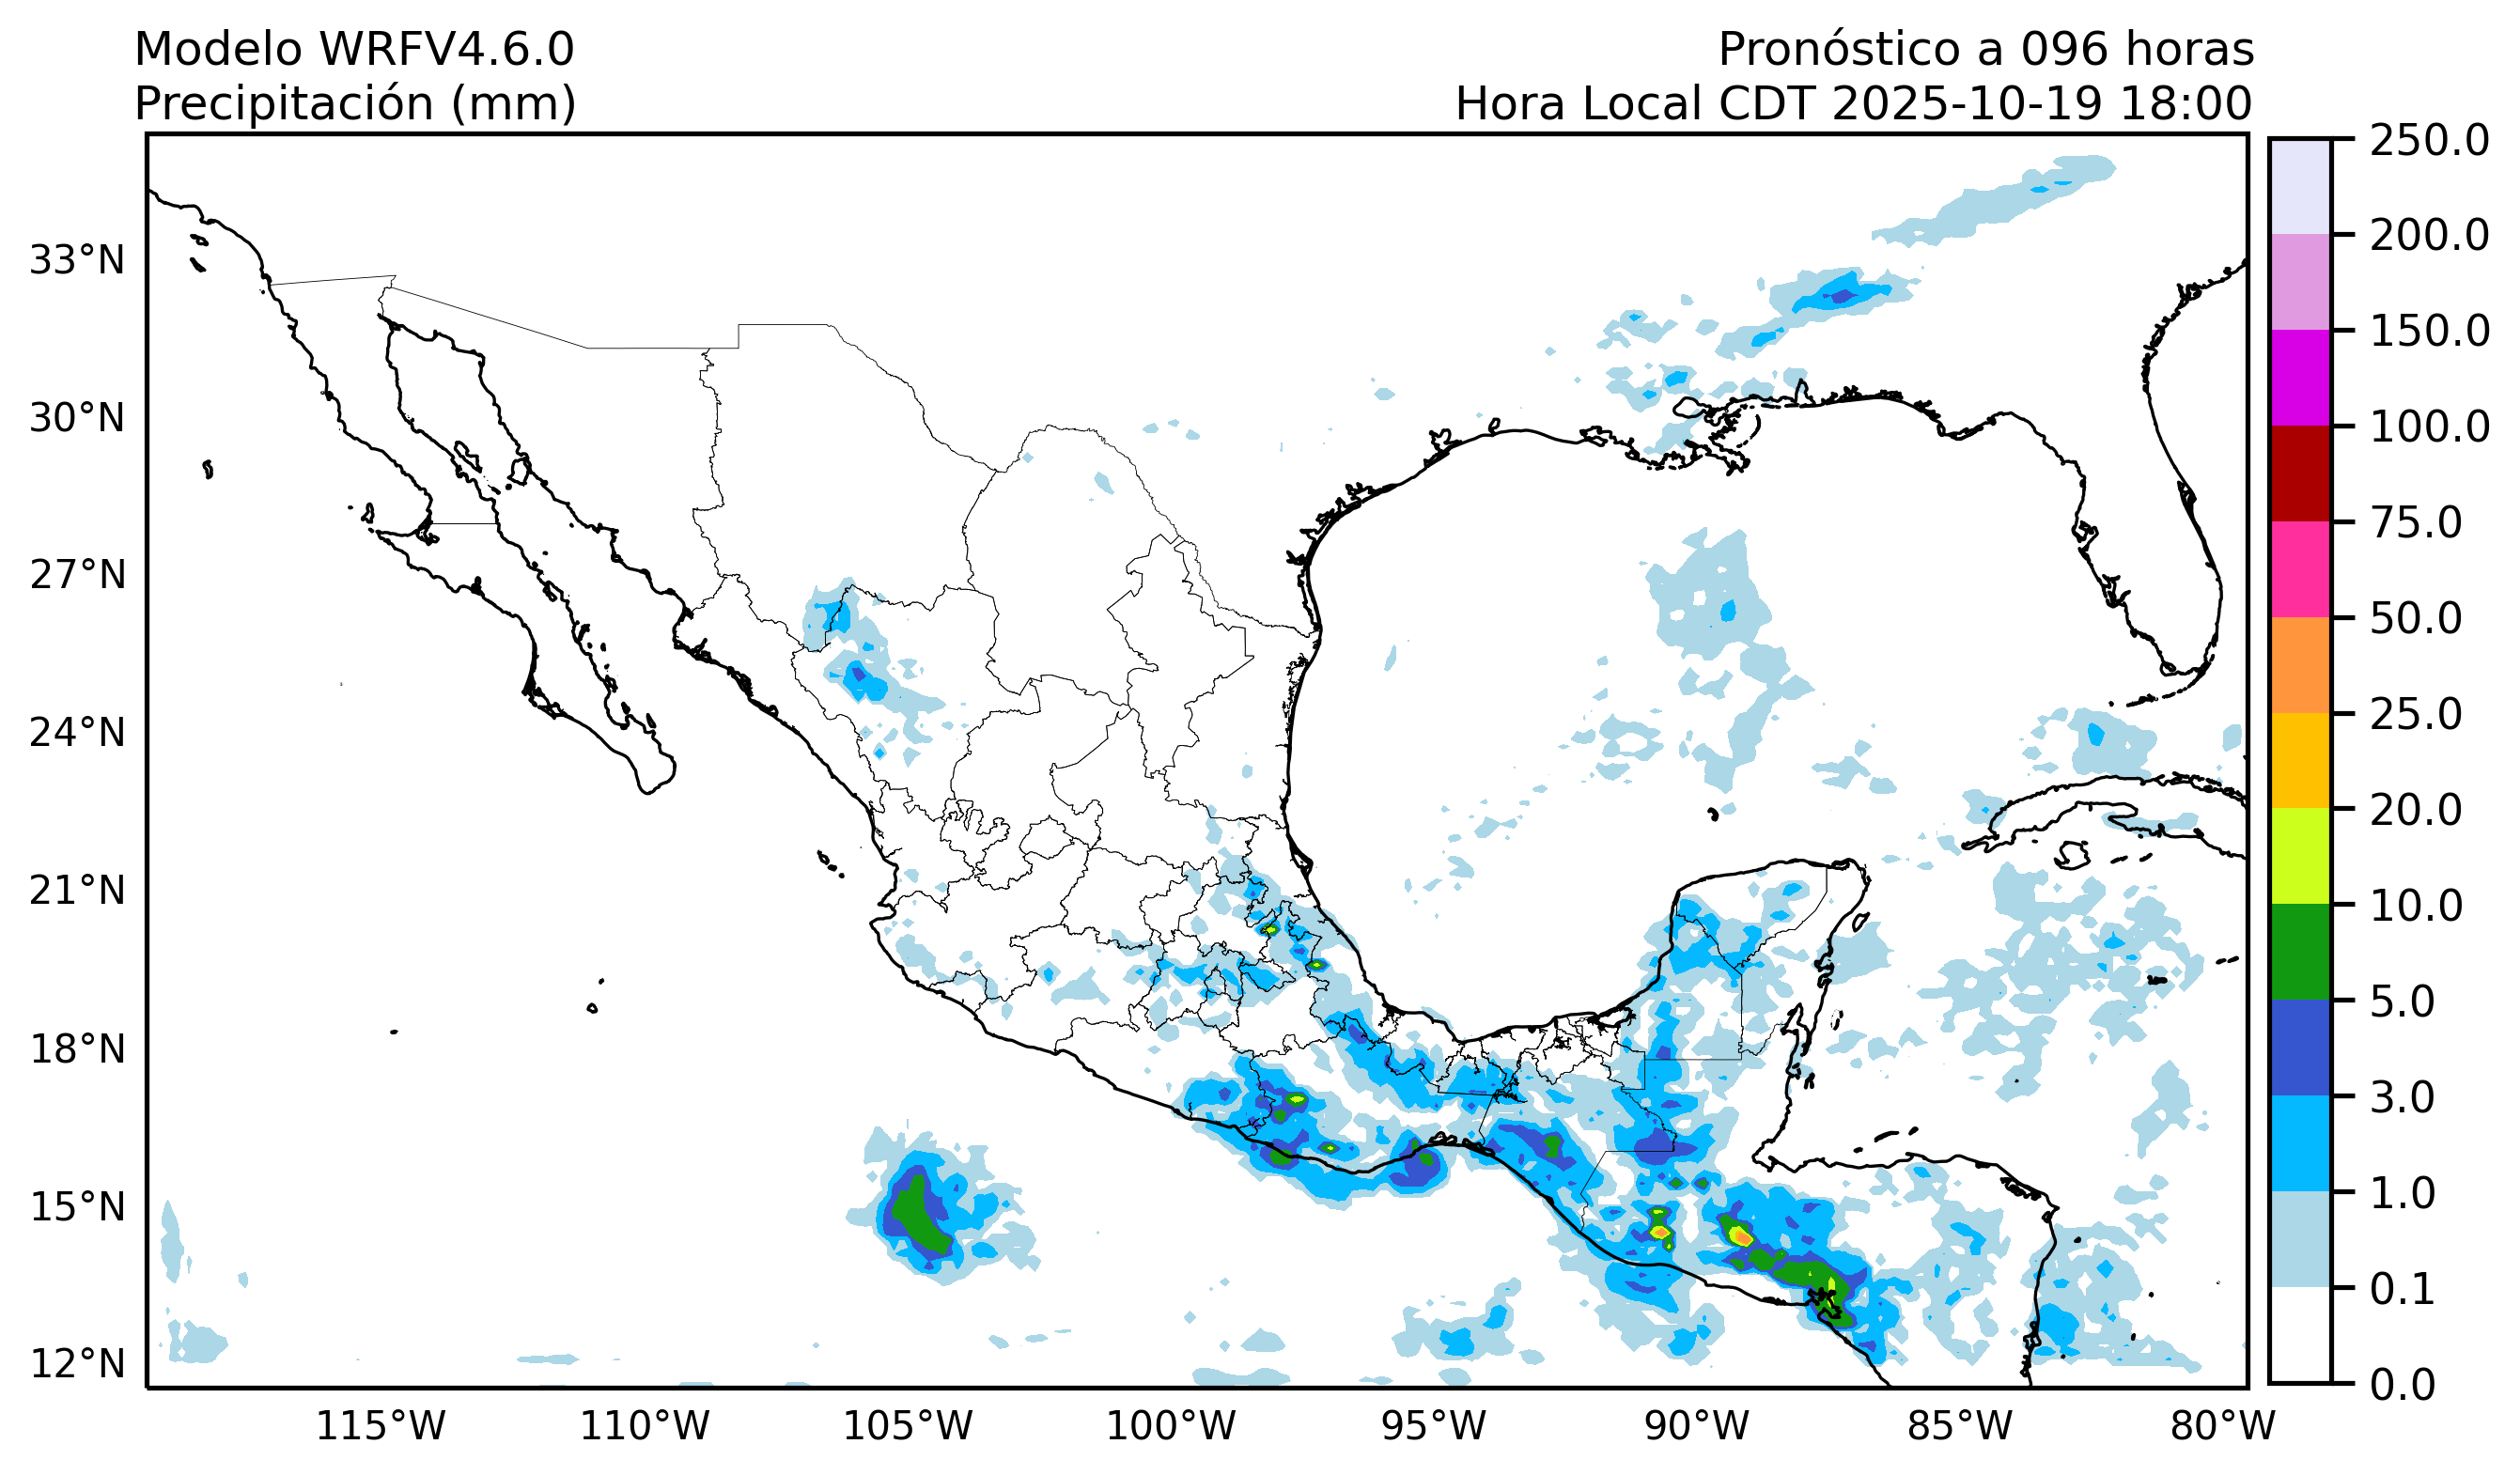 Modelo WRFV4.6.0
Precipitación (mm)
Pronóstico a 096 horas
Hora Local CDT 2025-10-19 18:00
33°N
30°N
27°N
24°N
21°N
18°N
15°N
12°N
115°W
110°W
105°W
100°W
95°W
90°W
85°W
80°W
250.0
200.0
150.0
100.0
75.0
50.0
25.0
20.0
10.0
5.0
3.0
1.0
0.1
0.0